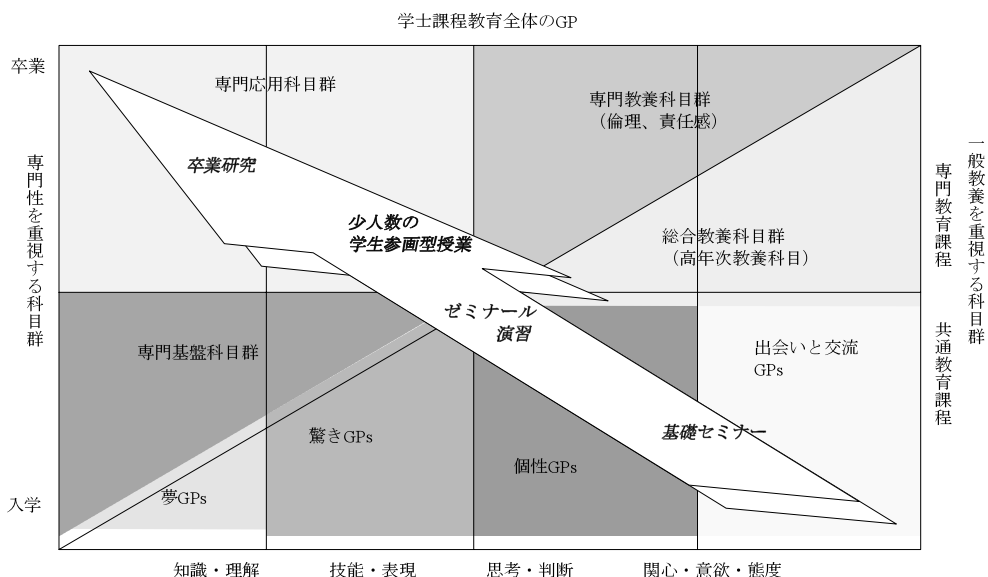 学士課程教育全体のGP
卒業
専門応用科目群
専門教養科目群
（倫理、責任感）
卒業研究
専門性を重視する科目群
少人数の
学生参画型授業
総合教養科目群
（高年次教養科目）
専門教育課程
一般教養を重視する科目群
ゼミナール
演習
専門基盤科目群
出会いと交流
GPs
共通教育課程
驚きGPs
基礎セミナー
個性GPs
夢GPs
入学
知識・理解
技能・表現
思考・判断
関心・意欲・態度